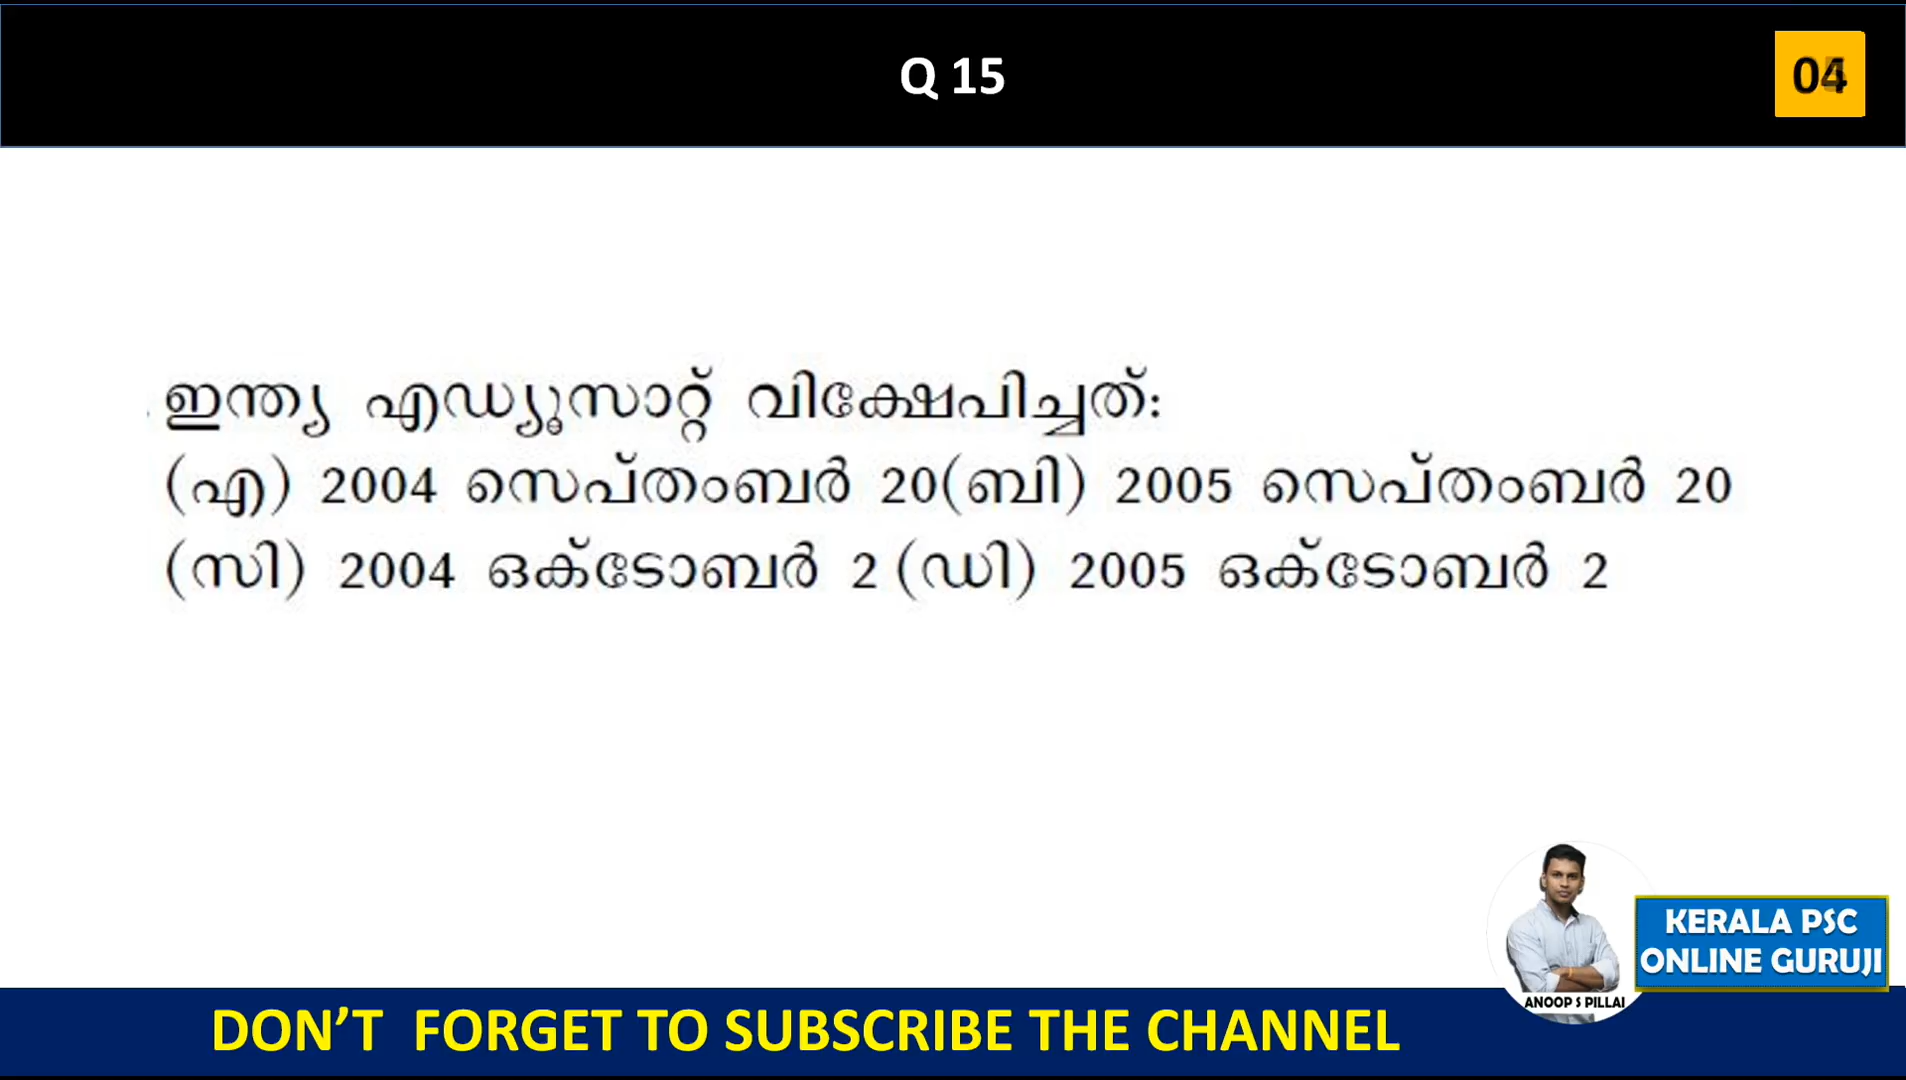 Q 15
04
ഇന്ത്യ എഡ്യൂസാറ്റ് വിക്ഷേപിച്ചത്:
(എ) 2004 സെപ്തംബർ 20(ബി) 2005 സെപ്തംബർ 20
(സി) 2004 ഒക്ടോബർ 2 (ഡി) 2005 ഒക്ടോബർ 2
KERALA PSC
ONLINE GURUJI
ANOOP S PILLAI
DON’T FORGET TO SUBSCRIBE THE CHANNEL